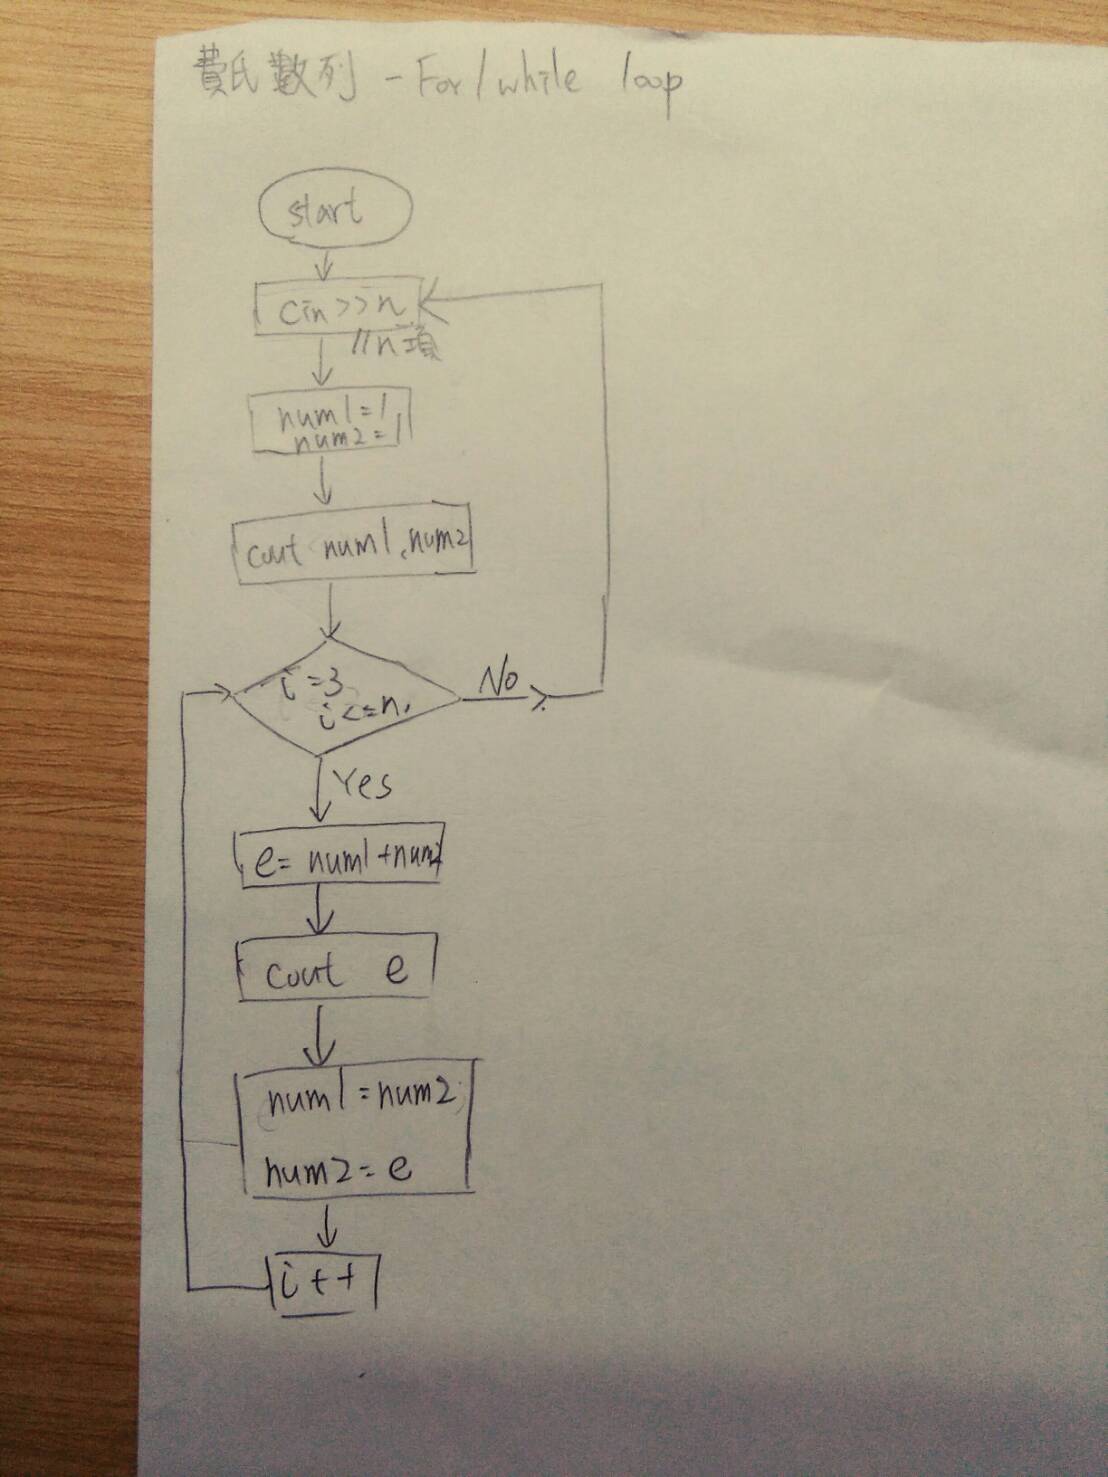 費氏數列 - For/while loop
start
cin>>n
//n項
num1=1,
num2=1
cout num1,num2
i=3
i<=n,
No
Yes
e=num1+num2
cout e
num1=num2;
num2=e
i++